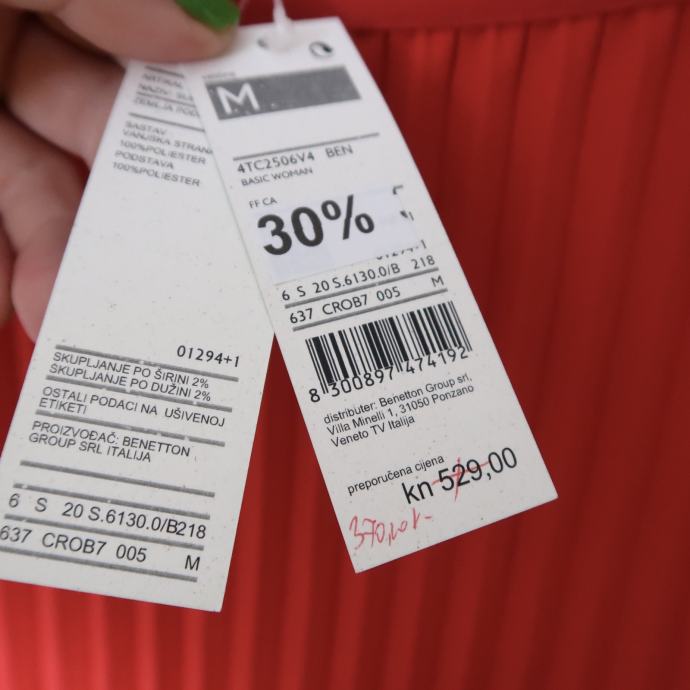 SASTAV
VANJSKA STRANA
100%POLIESTER
PODSTAVA
100%POLIESTER
01294+1
SKUPLJANJE PO ŠIRINI 2%
SKUPLJANJE PO DUŽINI 2%
OSTALI PODACI NA UŠIVENOJ
ETIKETI
PROIZVOĐAČ: BENETTON
GROUP SRL ITALIJA
6 S 20 S.6130.0/B218
637 CROB7 005 M
M
4TC2506V4 BEN
BASIC WOMAN
FF CA
30%
6 S 20 S.6130.0/B 218
637 CROB7 005 M
8 300897 474192
distributer: Benetton Group srl,
Villa Minelli 1, 31050 Ponzano
Veneto TV Italija
preporučena cijena
kn 529,00
370,